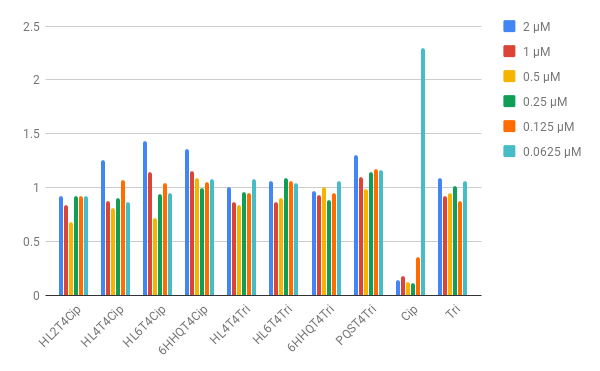 2.5
2
1.5
1
0.5
0
2 µM
1 µM
0.5 µM
0.25 µM
0.125 µM
0.0625 µM
HL2T4Cip
HL4T4Cip
HL6T4Cip
6HHQT4Cip
HL4T4Tri
HL6T4Tri
6HHQT4Tri
PQST4Tri
Cip
Tri